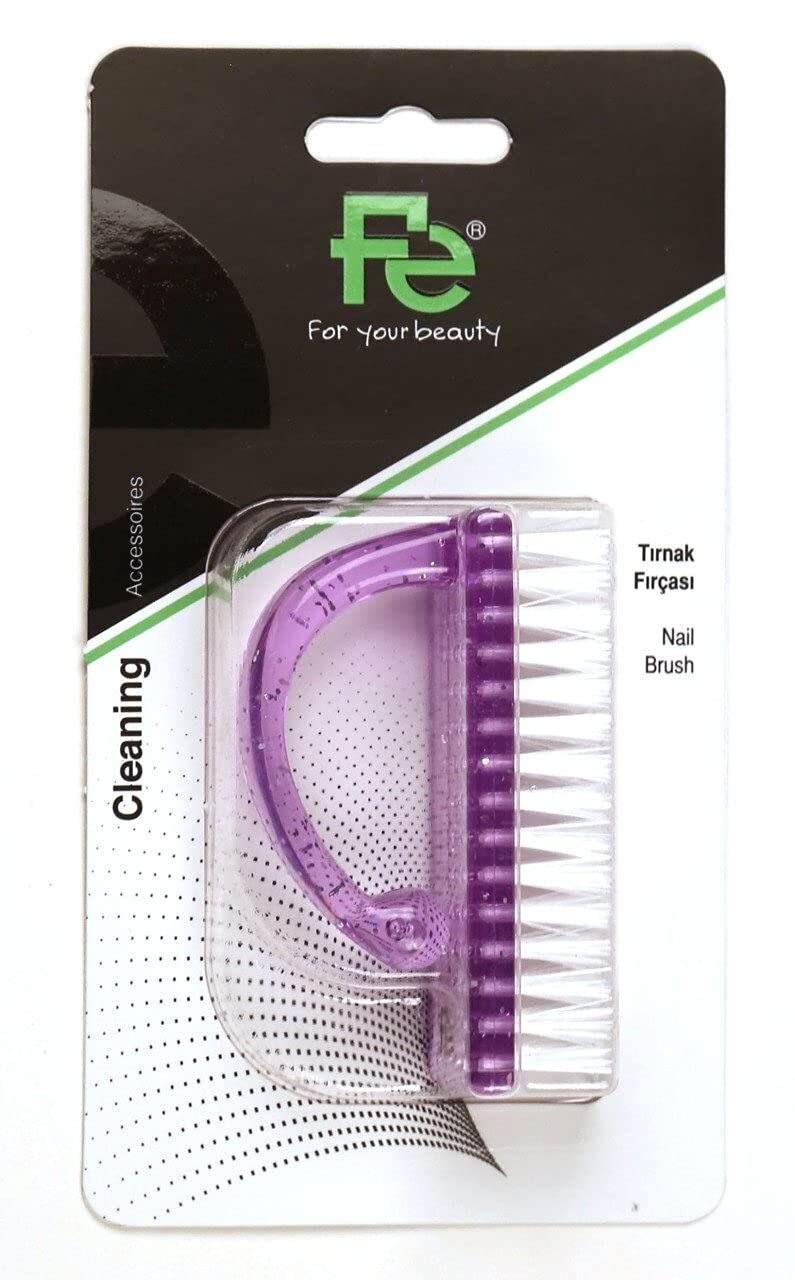 Fe®
For your beauty
Accessoires
Cleaning
Tırnak
Fırçası
Nail
Brush